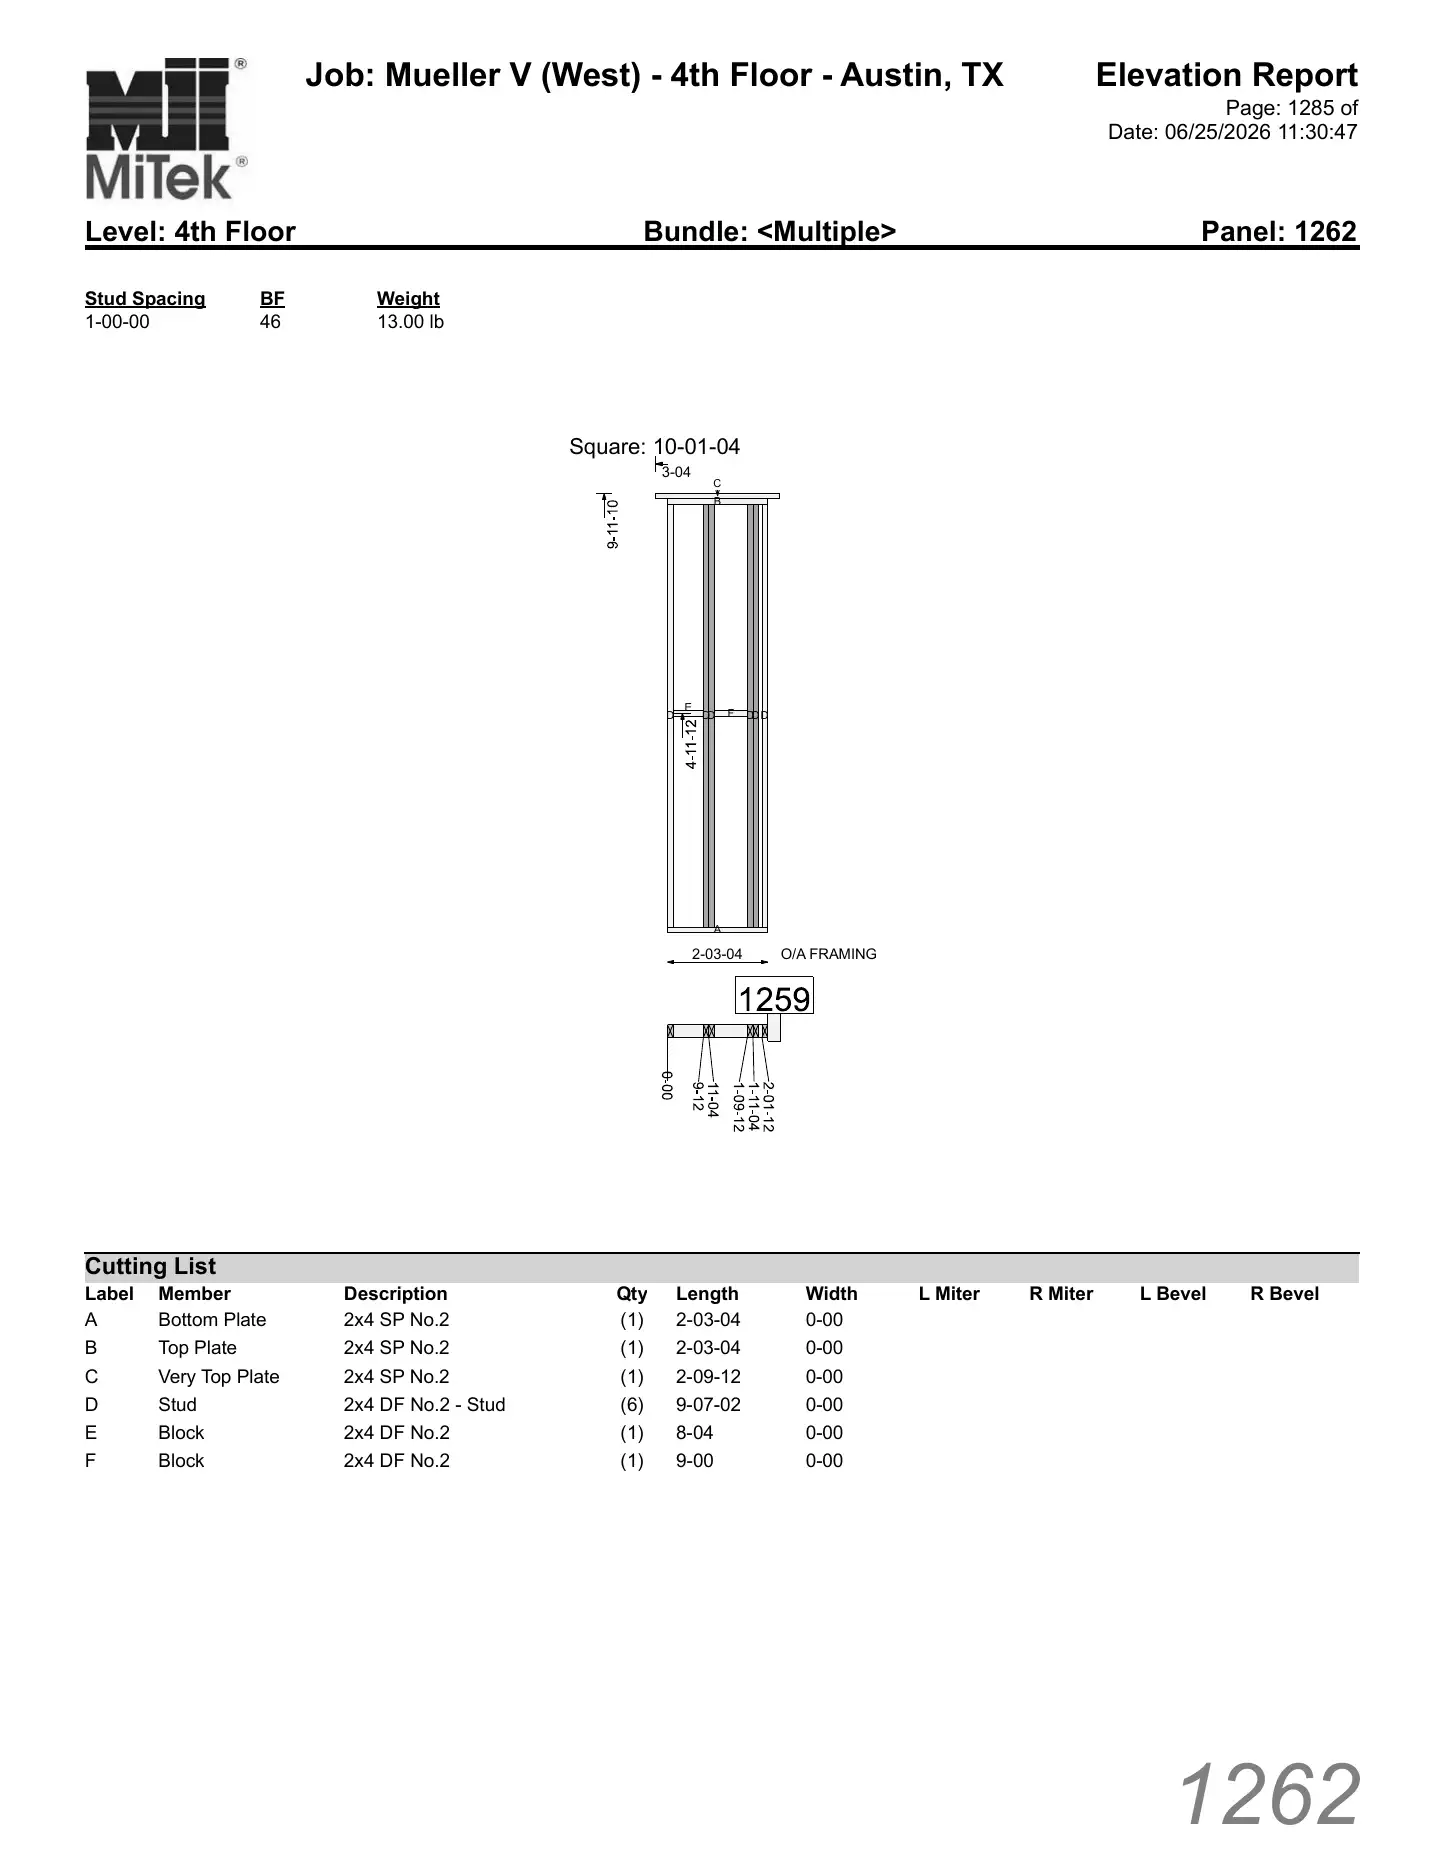 MiTek®
®
Job: Mueller V (West) - 4th Floor - Austin, TX
Elevation Report
Page: 1285 of
Date: 06/25/2026 11:30:47
Level: 4th Floor Bundle: <Multiple> Panel: 1262
Stud Spacing BF Weight
1-00-00 46 13.00 lb
Square: 10-01-04
3-04
C
B
9-11-10
E
F
D D D D D D
4-11-12
A
2-03-04 O/A FRAMING
1259
0-00
9-12
11-04
1-09-12
1-11-04
2-01-12
Cutting List
Label Member Description Qty Length Width L Miter R Miter L Bevel R Bevel
A Bottom Plate 2x4 SP No.2 (1) 2-03-04 0-00
B Top Plate 2x4 SP No.2 (1) 2-03-04 0-00
C Very Top Plate 2x4 SP No.2 (1) 2-09-12 0-00
D Stud 2x4 DF No.2 - Stud (6) 9-07-02 0-00
E Block 2x4 DF No.2 (1) 8-04 0-00
F Block 2x4 DF No.2 (1) 9-00 0-00
1262